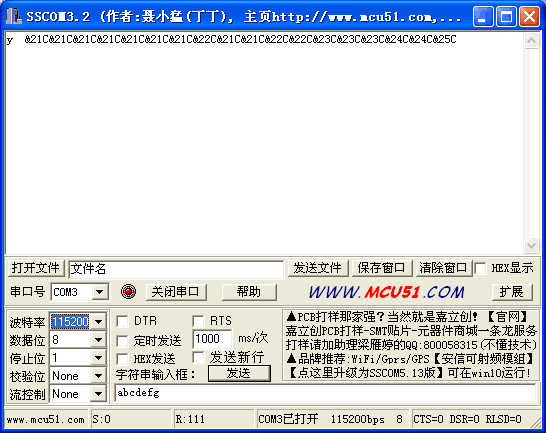 SSCOM3.2 (作者:聂小猛(丁丁), 主页http://www.mcu51.com,...
y &21C&21C&21C&21C&21C&21C&21C&22C&21C&21C&22C&22C&23C&23C&23C&24C&24C&25C
打开文件 文件名 发送文件 保存窗口 清除窗口 HEX显示
串口号 COM3 关闭串口 帮助 WWW.MCU51.COM 扩展
波特率 115200 DTR RTS
数据位 8 定时发送 1000 ms/次
停止位 1 HEX发送 发送新行
校验位 None 字符串输入框: 发送
流控制 None abcdefg
▲PCB打样那家强？当然就是嘉立创！【官网】
嘉立创PCB打样-SMT贴片-元器件商城一条龙服务
打样请加助理梁雁婷的QQ:800058315(不懂技术)
▲品牌推荐:WiFi/Gprs/GPS【安信可射频模组】
【点这里升级为SSCOM5.13版】可在win10运行!
www.mcu51.com S:0 R:111 COM3已打开 115200bps 8 CTS=0 DSR=0 RLSD=0